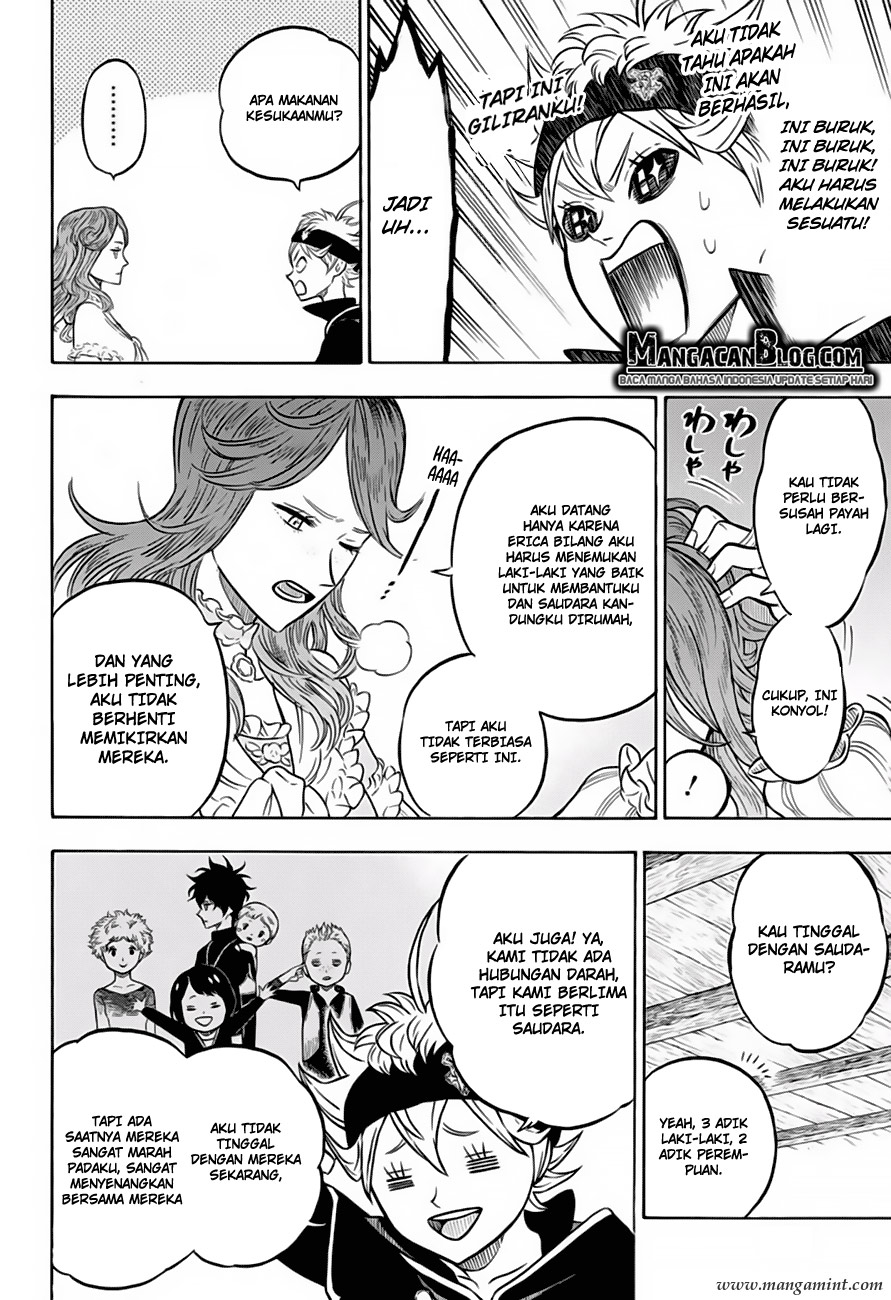 INI BURUK,
INI BURUK,
INI BURUK!
AKU HARUS
MELAKUKAN
SESUATU!
AKU TIDAK
TAHU APAKAH
INI AKAN
BERHASIL,
TAPI INI
GILIRANKU!
JADI
UH...
APA MAKANAN
KESUKAANMU?
........
MANGACANBLOG.COM
BACA MANGA BAHASA INDONESIA UPDATE SETIAP HARI
わしゃ
わしゃ
KAU TIDAK
PERLU BER-
SUSAH PAYAH
LAGI.
CUKUP, INI
KONYOL!
!
HAA-
AAAA
...
AKU DATANG
HANYA KARENA
ERICA BILANG AKU
HARUS MENEMUKAN
LAKI-LAKI YANG BAIK
UNTUK MEMBANTUKU
DAN SAUDARA KAN-
DUNGKU DIRUMAH,
TAPI AKU
TIDAK TERBIASA
SEPERTI INI.
DAN YANG
LEBIH PENTING,
AKU TIDAK
BERHENTI
MEMIKIRKAN
MEREKA.
KAU TINGGAL
DENGAN SAUDA-
RAMU?
YEAH, 3 ADIK
LAKI-LAKI, 2
ADIK PEREM-
PUAN.
AKU JUGA! YA,
KAMI TIDAK ADA
HUBUNGAN DARAH,
TAPI KAMI BERLIMA
ITU SEPERTI
SAUDARA.
AKU TIDAK
TINGGAL
DENGAN MEREKA
SEKARANG,
TAPI ADA
SAATNYA MEREKA
SANGAT MARAH
PADAKU, SANGAT
MENYENANGKAN
BERSAMA MEREKA
www.mangamint.com